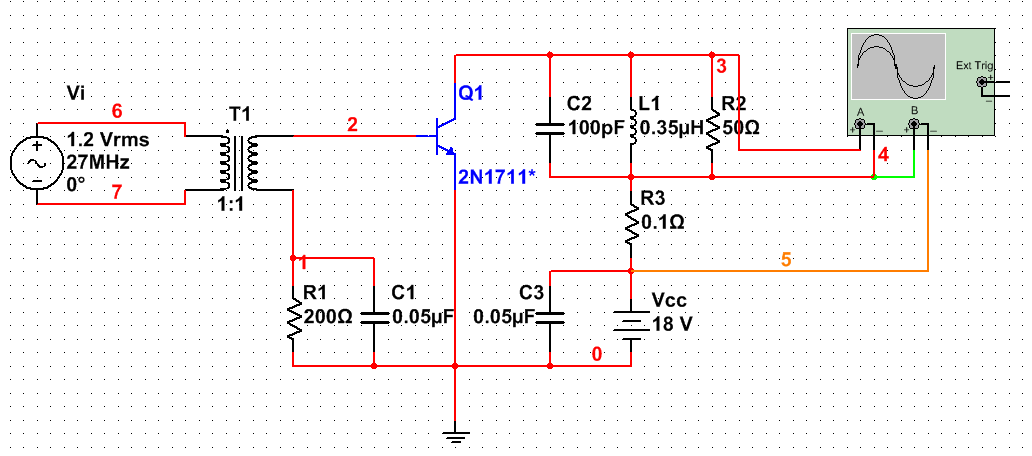 Vi
6
1.2 Vrms
27MHz
0°
7
T1
1:1
2
Q1
2N1711*
C2
100pF
L1
0.35µH
R2
50Ω
3
Ext Trig
+
−
A
B
+
−
+
−
4
R3
0.1Ω
5
1
R1
200Ω
C1
0.05µF
C3
0.05µF
Vcc
18 V
0